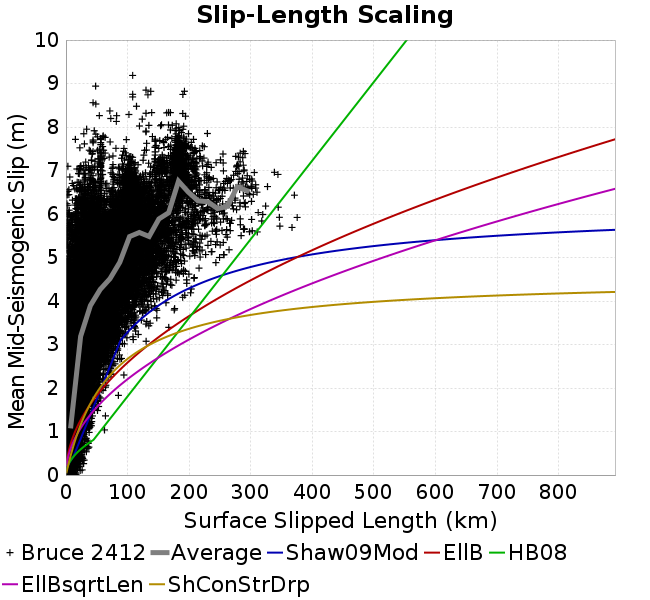 Slip-Length Scaling
Mean Mid-Seismogenic Slip (m)
10
9
8
7
6
5
4
3
2
1
0
0 100 200 300 400 500 600 700 800
Surface Slipped Length (km)
Bruce 2412 Average Shaw09Mod EllB HB08
EllBsqrtLen ShConStrDrp